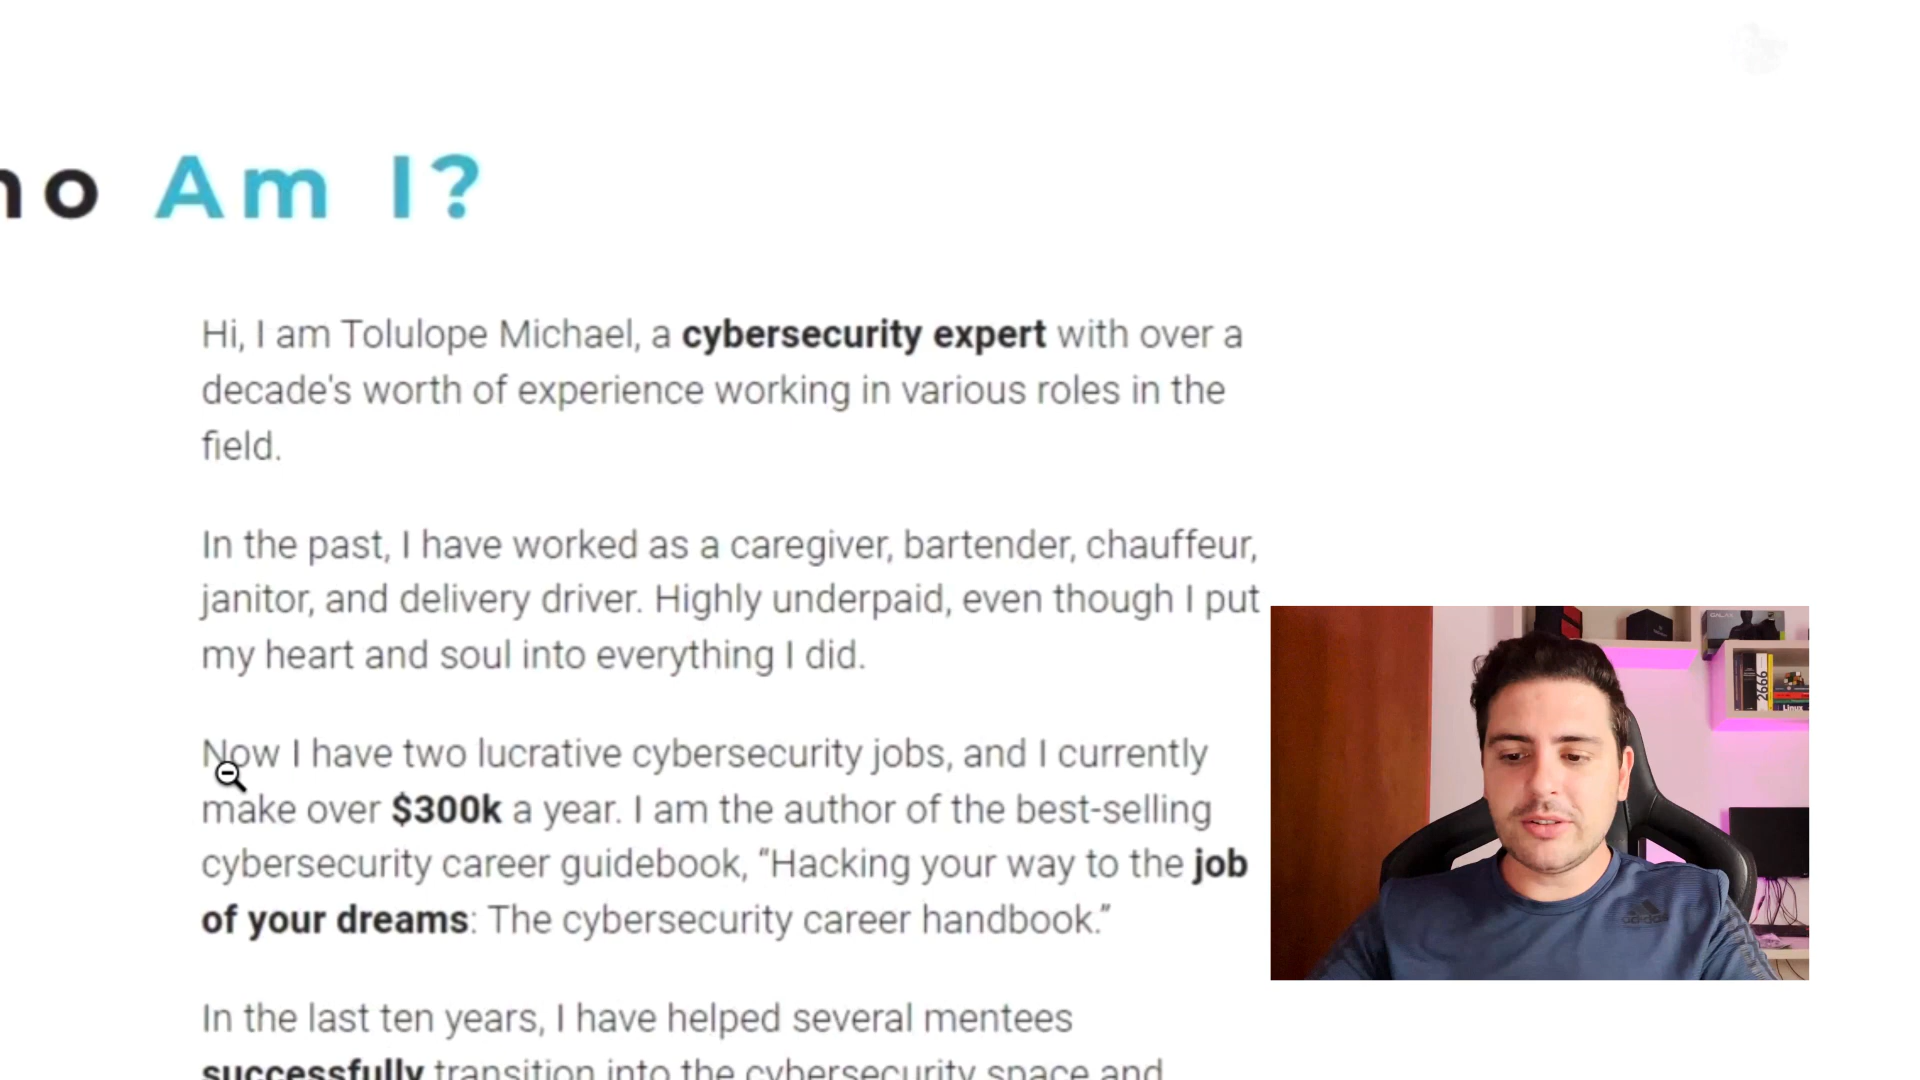 ho Am I?
Hi, I am Tolulope Michael, a cybersecurity expert with over a
decade's worth of experience working in various roles in the
field.
In the past, I have worked as a caregiver, bartender, chauffeur,
janitor, and delivery driver. Highly underpaid, even though I put
my heart and soul into everything I did.
Now I have two lucrative cybersecurity jobs, and I currently
make over $300k a year. I am the author of the best-selling
cybersecurity career guidebook, “Hacking your way to the job
of your dreams: The cybersecurity career handbook.”
In the last ten years, I have helped several mentees
successfully transition into the cybersecurity space and
2666
Linux
adidas